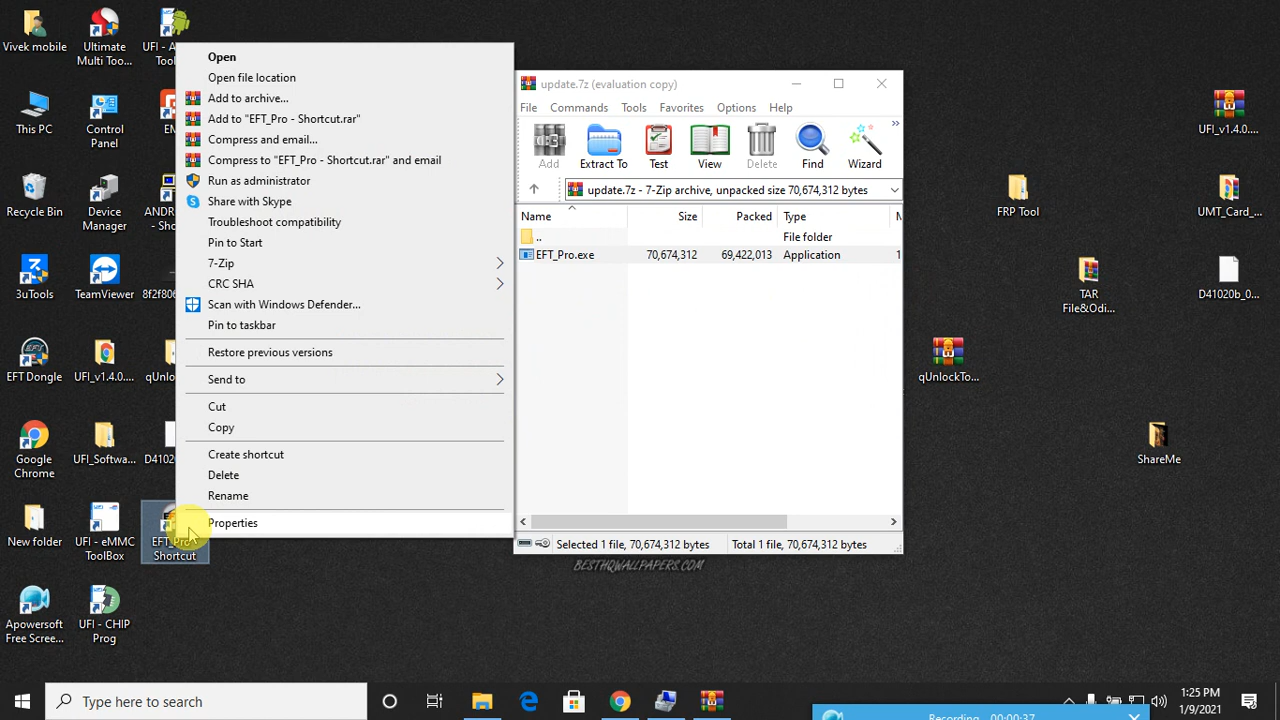 Vivek mobile
Ultimate
Multi Too...
UFI - A
Tool
This PC
Control
Panel
EM
Recycle Bin
Device
Manager
ANDR
- Sho
3uTools
TeamViewer
8f2f806
EFT Dongle
UFI_v1.4.0....
qUnlo
Google
Chrome
UFI_Softwa...
D4102
New folder
UFI - eMMC
ToolBox
EFT_Pro -
Shortcut
Apowersoft
Free Scree...
UFI - CHIP
Prog
Open
Open file location
Add to archive...
Add to "EFT_Pro - Shortcut.rar"
Compress and email...
Compress to "EFT_Pro - Shortcut.rar" and email
Run as administrator
Share with Skype
Troubleshoot compatibility
Pin to Start
7-Zip
CRC SHA
Scan with Windows Defender...
Pin to taskbar
Restore previous versions
Send to
Cut
Copy
Create shortcut
Delete
Rename
Properties
update.7z (evaluation copy)
File Commands Tools Favorites Options Help
Add Extract To Test View Delete Find Wizard
update.7z - 7-Zip archive, unpacked size 70,674,312 bytes
Name Size Packed Type
.. File folder
EFT_Pro.exe 70,674,312 69,422,013 Application 1
Selected 1 file, 70,674,312 bytes Total 1 file, 70,674,312 bytes
BESTHQWALLPAPERS.COM
UFI_v1.4.0....
FRP Tool
UMT_Card_...
TAR
File&Odi...
D41020b_0...
qUnlockTo...
ShareMe
Type here to search
1:25 PM
1/9/2021
Recording 00:00:37